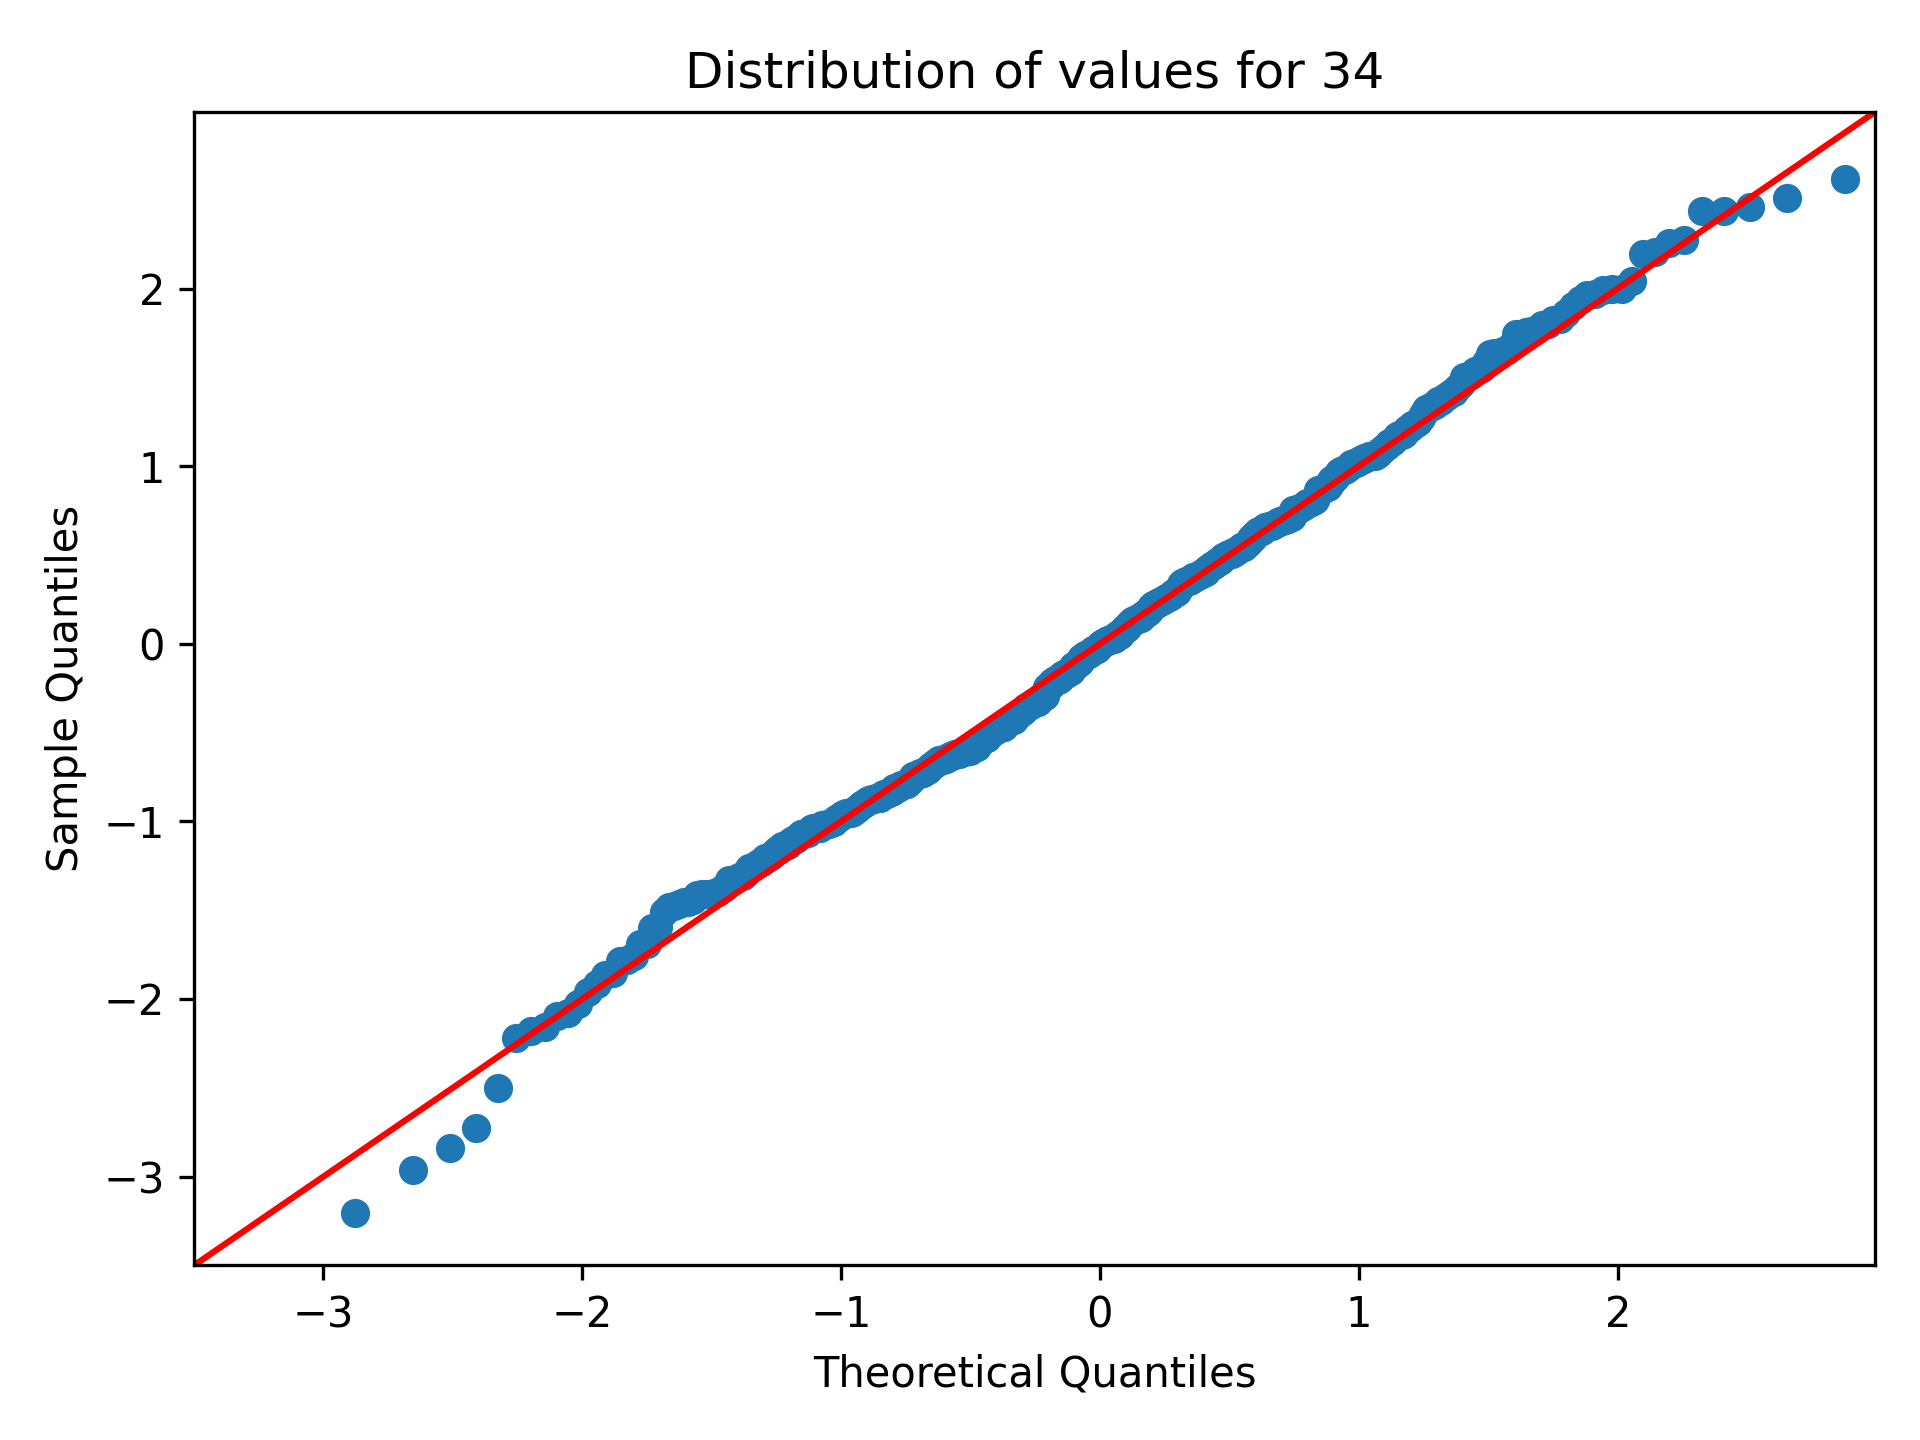 Distribution of values for 34
Sample Quantiles
2
1
0
−1
−2
−3
−3 −2 −1 0 1 2
Theoretical Quantiles